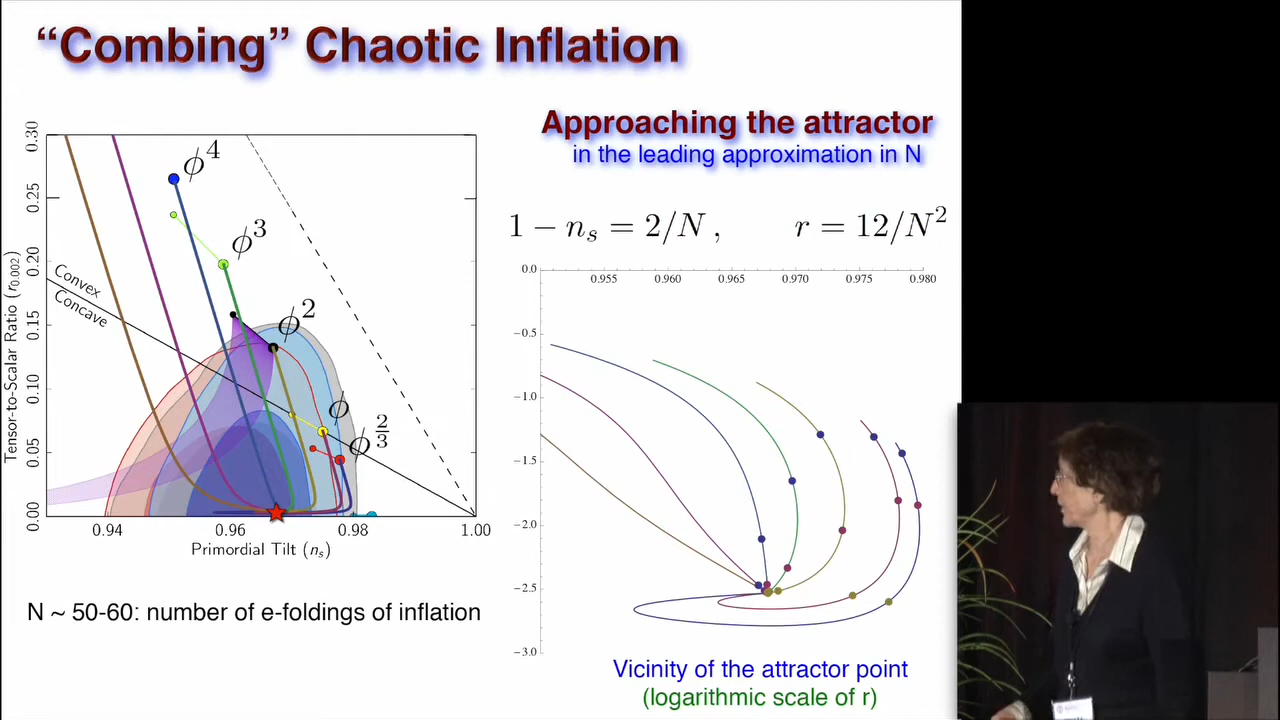 “Combing” Chaotic Inflation
Approaching the attractor
in the leading approximation in N
1 − n_s = 2/N ,   r = 12/N²
Tensor-to-Scalar Ratio (r₀.₀₀₂)
0.30
0.25
0.20
0.15
0.10
0.05
0.00
ϕ⁴
ϕ³
ϕ²
ϕ
ϕ^{2/3}
Convex
Concave
0.94 0.96 0.98 1.00
Primordial Tilt (n_s)
N ~ 50-60: number of e-foldings of inflation
0.955 0.960 0.965 0.970 0.975 0.980
0.0
−0.5
−1.0
−1.5
−2.0
−2.5
−3.0
Vicinity of the attractor point
(logarithmic scale of r)